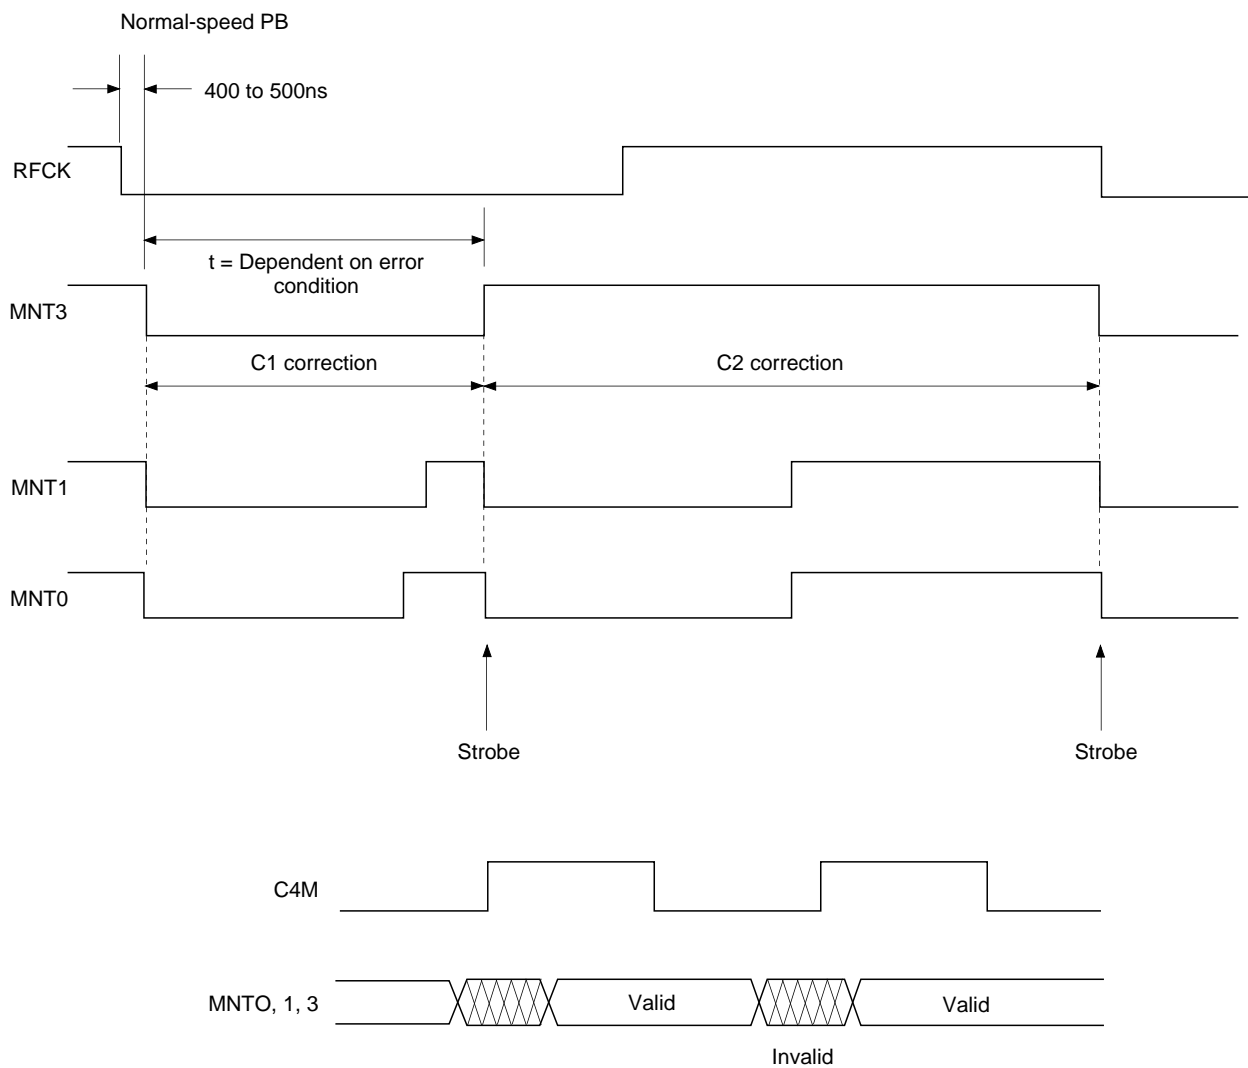 Normal-speed PB
400 to 500ns
RFCK
t = Dependent on error
condition
MNT3
C1 correction
C2 correction
MNT1
MNT0
Strobe
Strobe
C4M
MNTO, 1, 3
Valid
Valid
Invalid